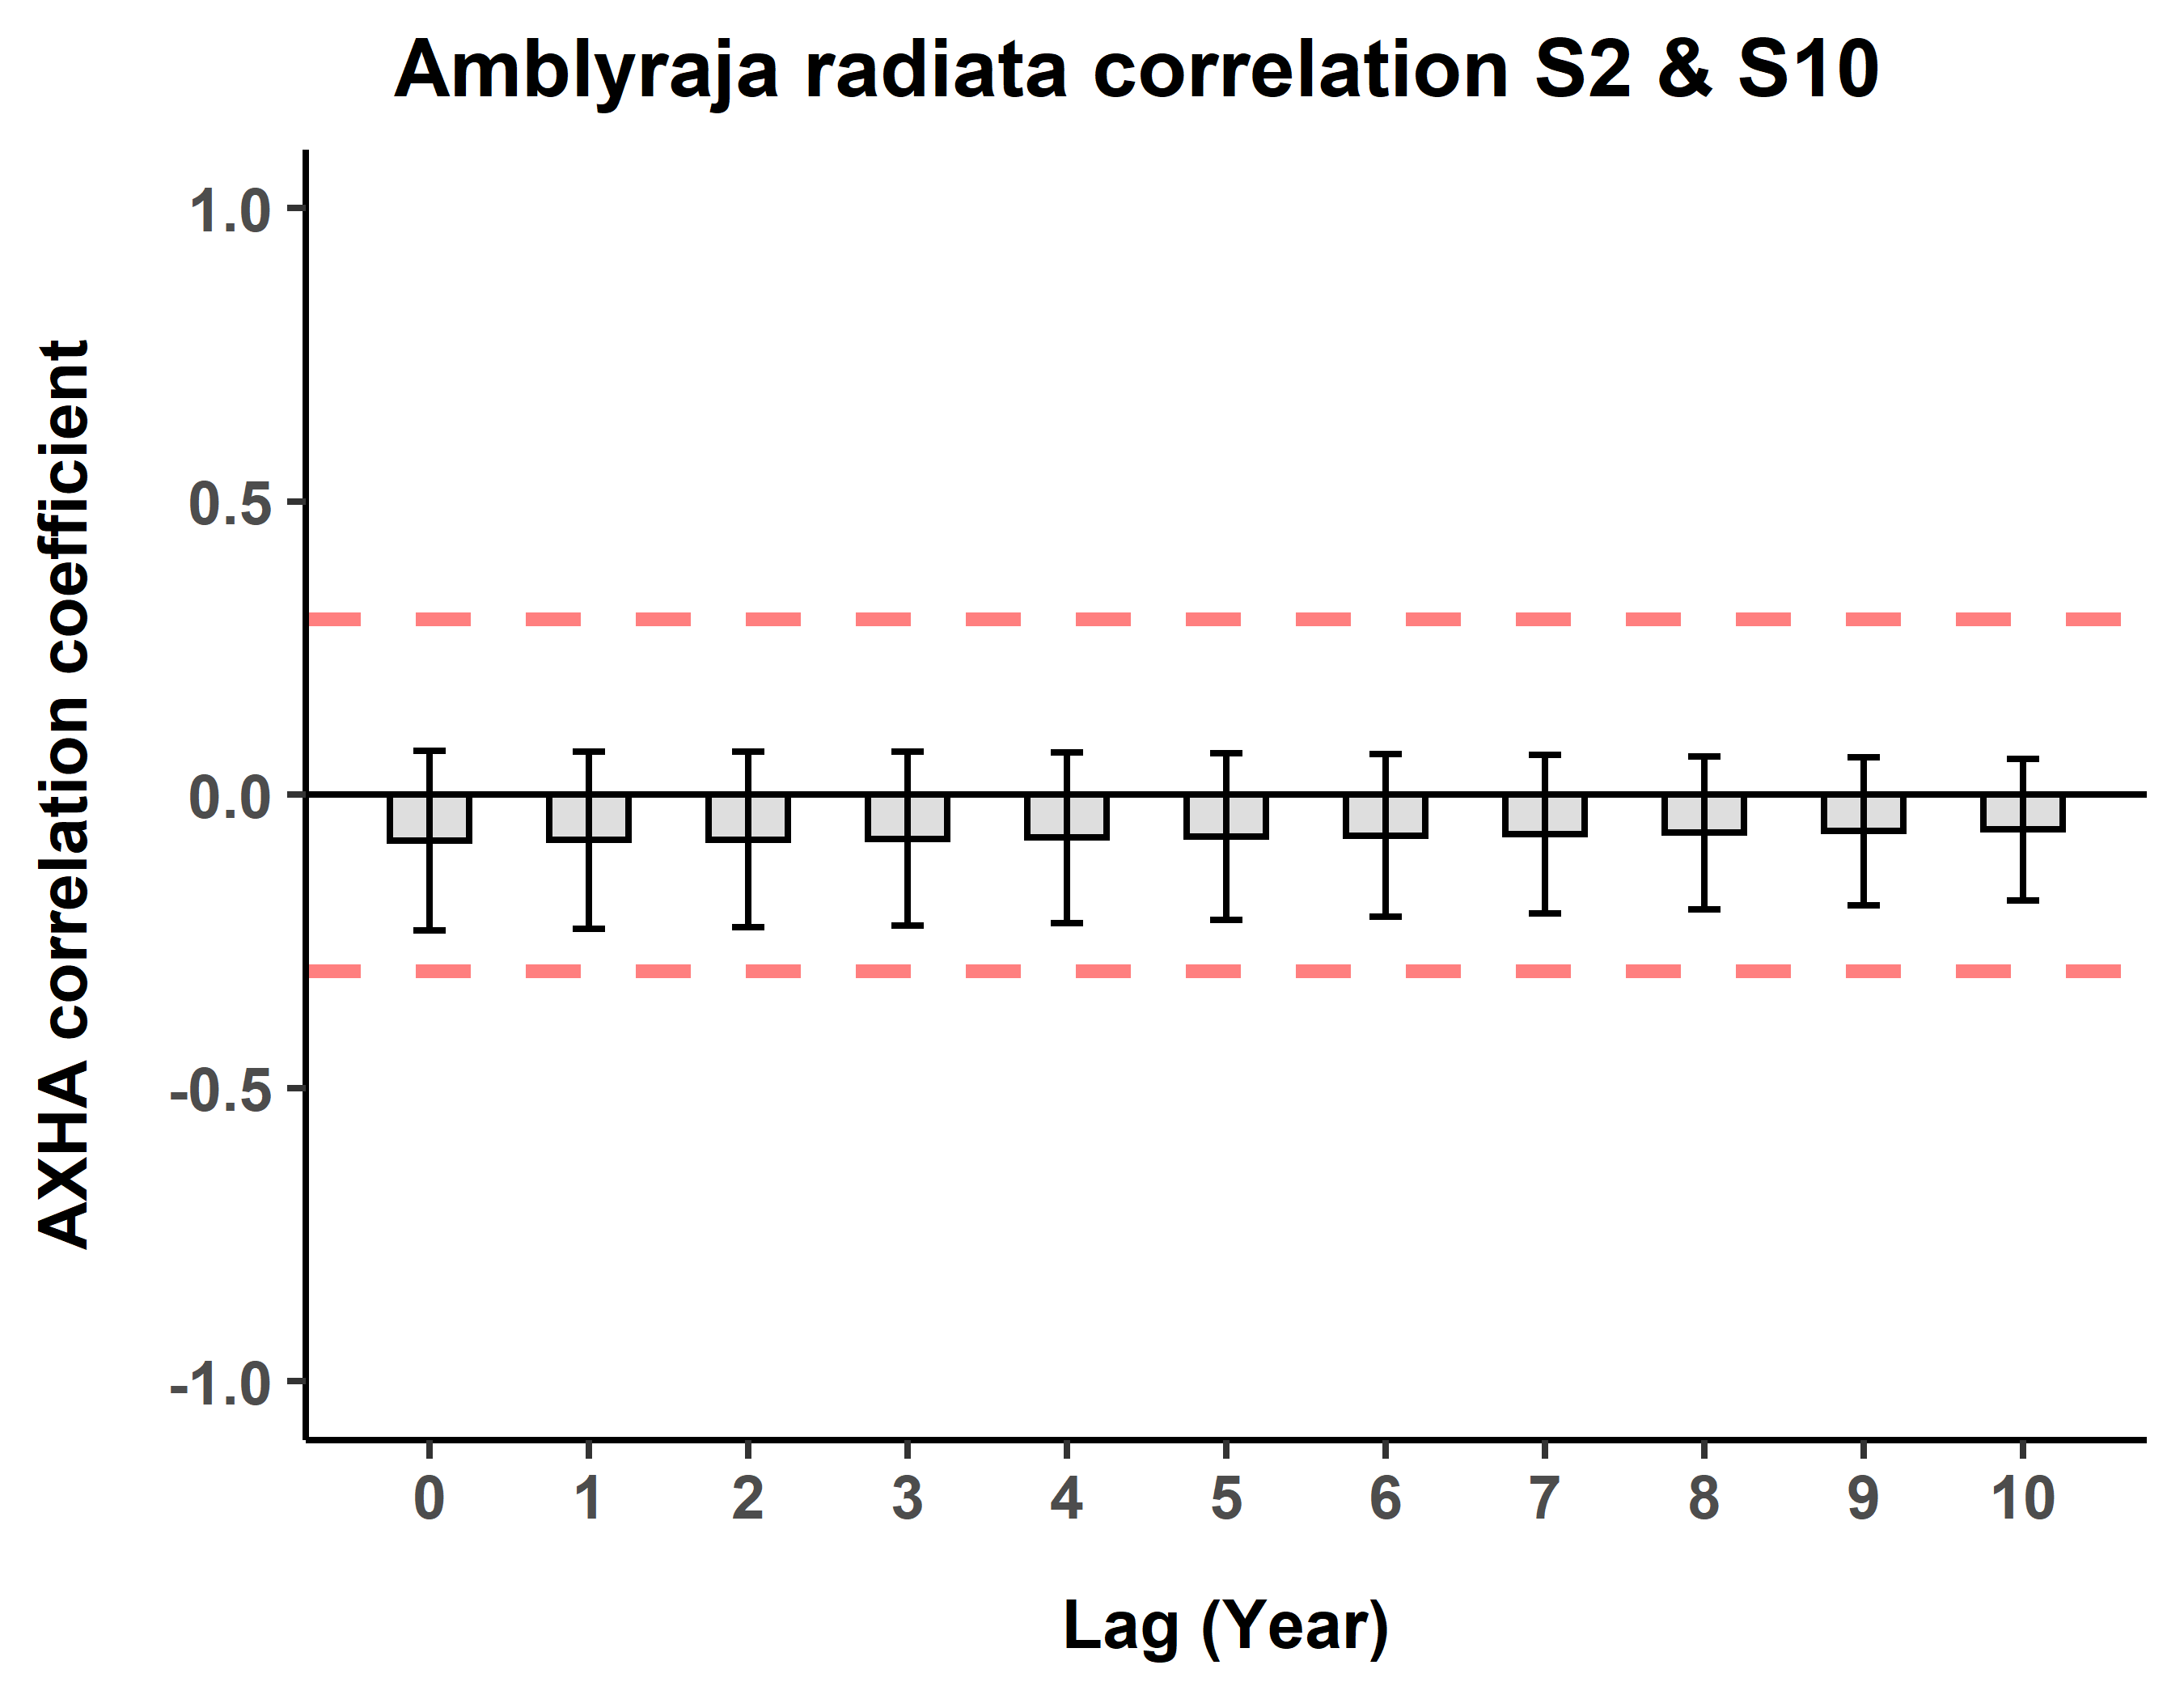 Amblyraja radiata correlation S2 & S10
AXHA correlation coefficient
1.0
0.5
0.0
-0.5
-1.0
0 1 2 3 4 5 6 7 8 9 10
Lag (Year)